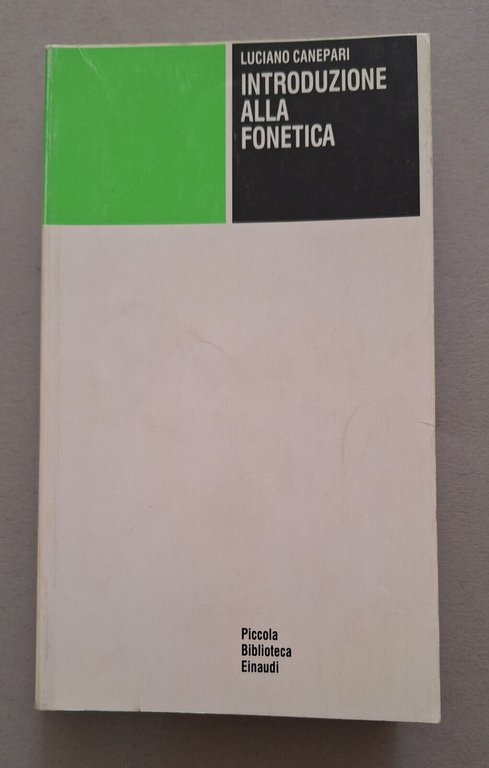 LUCIANO CANEPARI
INTRODUZIONE
ALLA
FONETICA
Piccola
Biblioteca
Einaudi